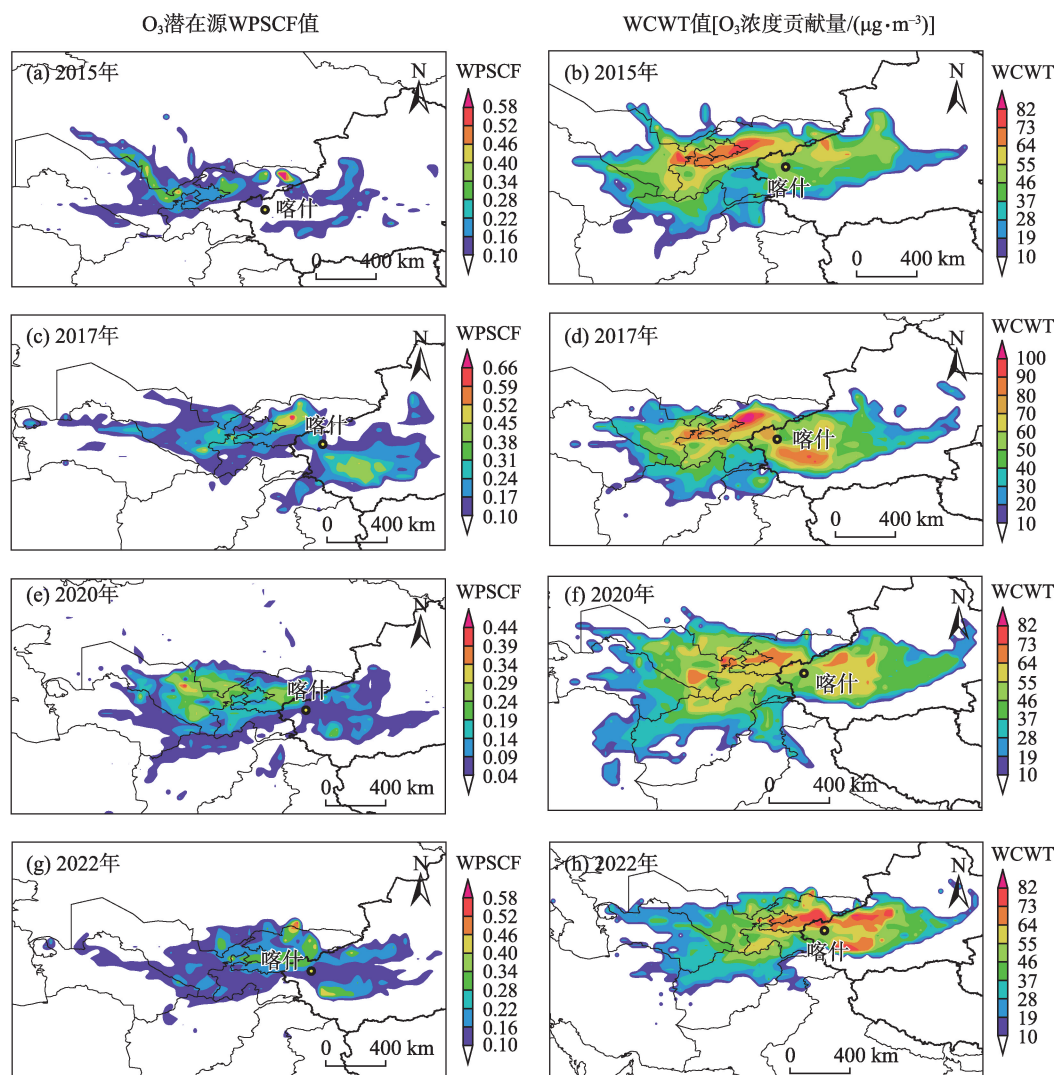 O₃潜在源WPSCF值
WCWT值[O₃浓度贡献量/(μg·m⁻³)]
(a) 2015年
N
WPSCF
0.58
0.52
0.46
0.40
0.34
0.28
0.22
0.16
0.10
喀什
0 400 km
(b) 2015年
N
WCWT
82
73
64
55
46
37
28
19
10
喀什
0 400 km
(c) 2017年
N
WPSCF
0.66
0.59
0.52
0.45
0.38
0.31
0.24
0.17
0.10
喀什
0 400 km
(d) 2017年
N
WCWT
100
90
80
70
60
50
40
30
20
10
喀什
0 400 km
(e) 2020年
N
WPSCF
0.44
0.39
0.34
0.29
0.24
0.19
0.14
0.09
0.04
喀什
0 400 km
(f) 2020年
N
WCWT
82
73
64
55
46
37
28
19
10
喀什
0 400 km
(g) 2022年
N
WPSCF
0.58
0.52
0.46
0.40
0.34
0.28
0.22
0.16
0.10
喀什
0 400 km
(h) 2022年
N
WCWT
82
73
64
55
46
37
28
19
10
喀什
0 400 km